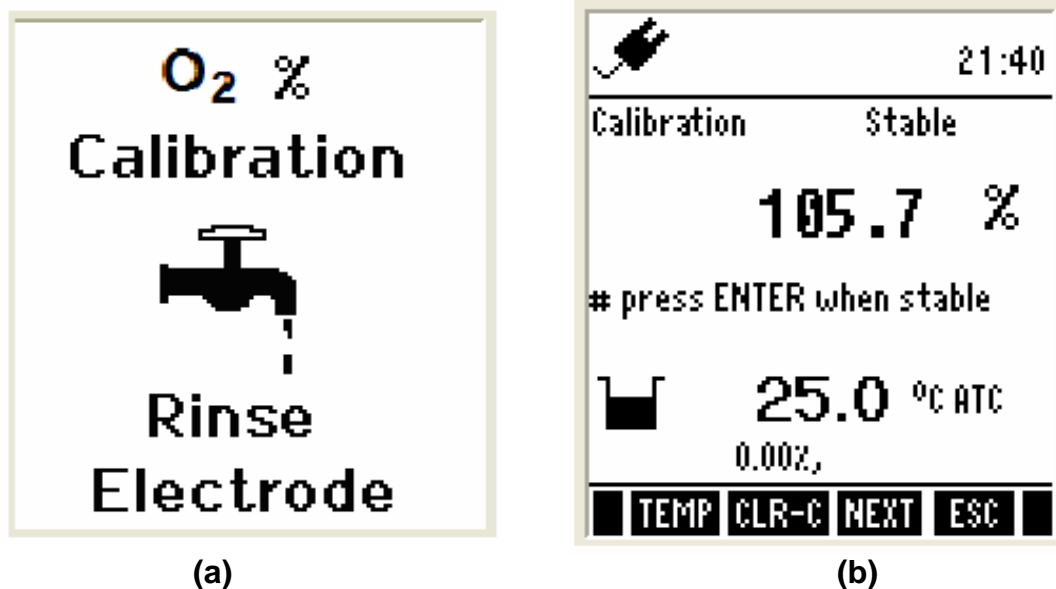 O₂ %
Calibration
Rinse
Electrode
(a)
21:40
Calibration Stable
105.7 %
# press ENTER when stable
25.0 ºC ATC
0.00%,
TEMP CLR-C NEXT ESC
(b)